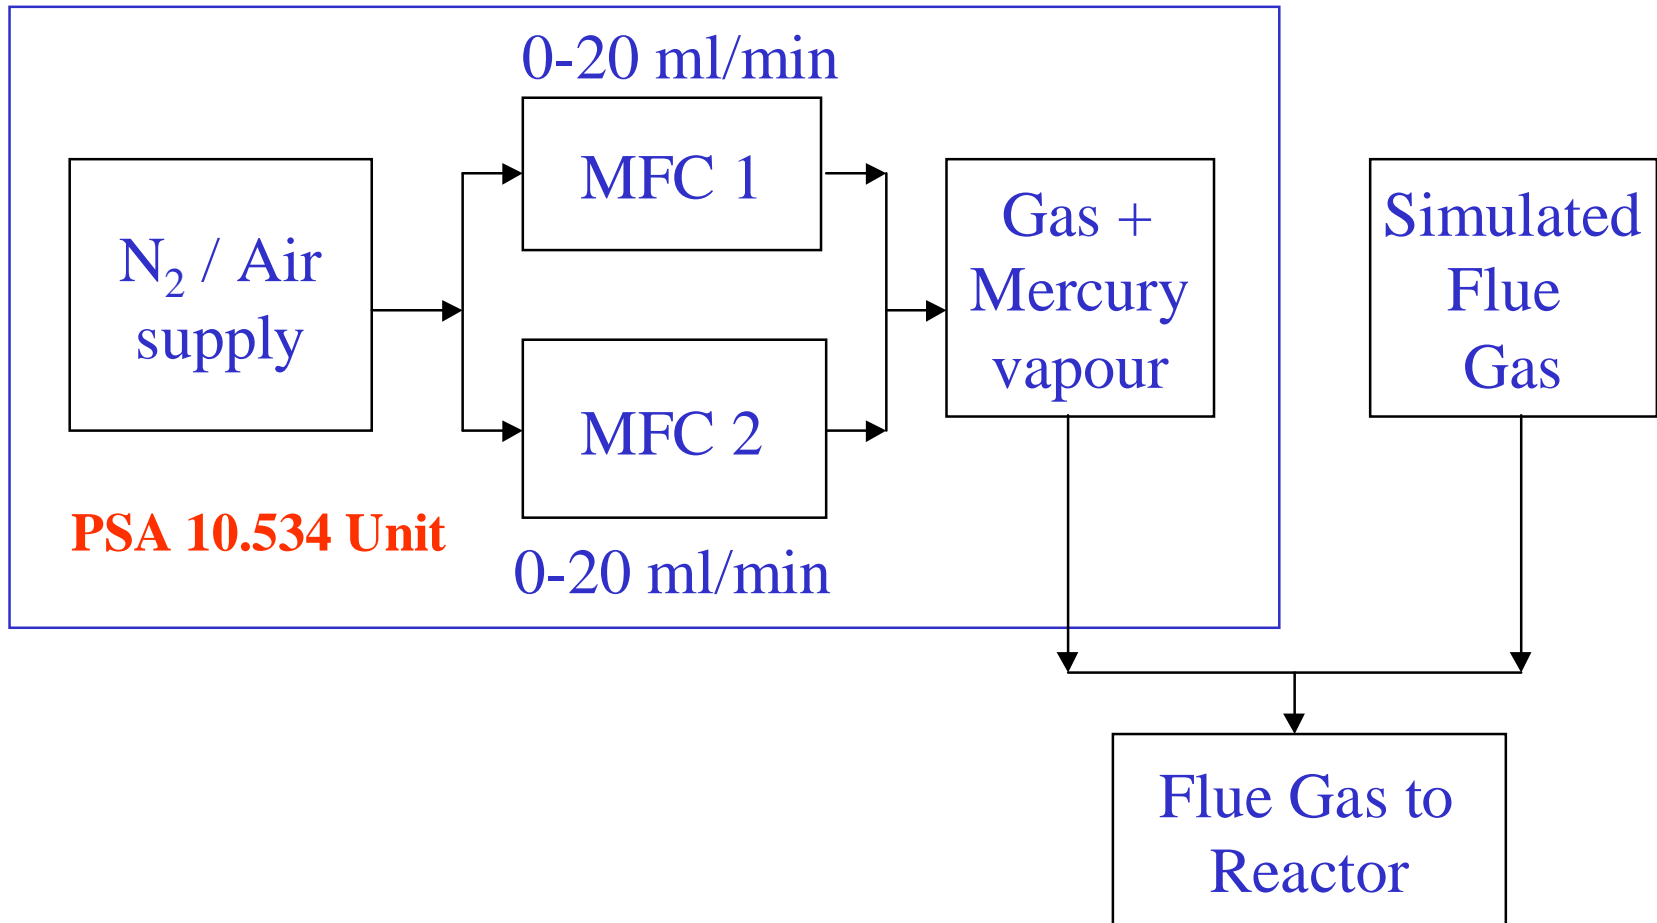 0-20 ml/min
MFC 1
N₂ / Air
supply
MFC 2
0-20 ml/min
PSA 10.534 Unit
Gas +
Mercury
vapour
Simulated
Flue
Gas
Flue Gas to
Reactor